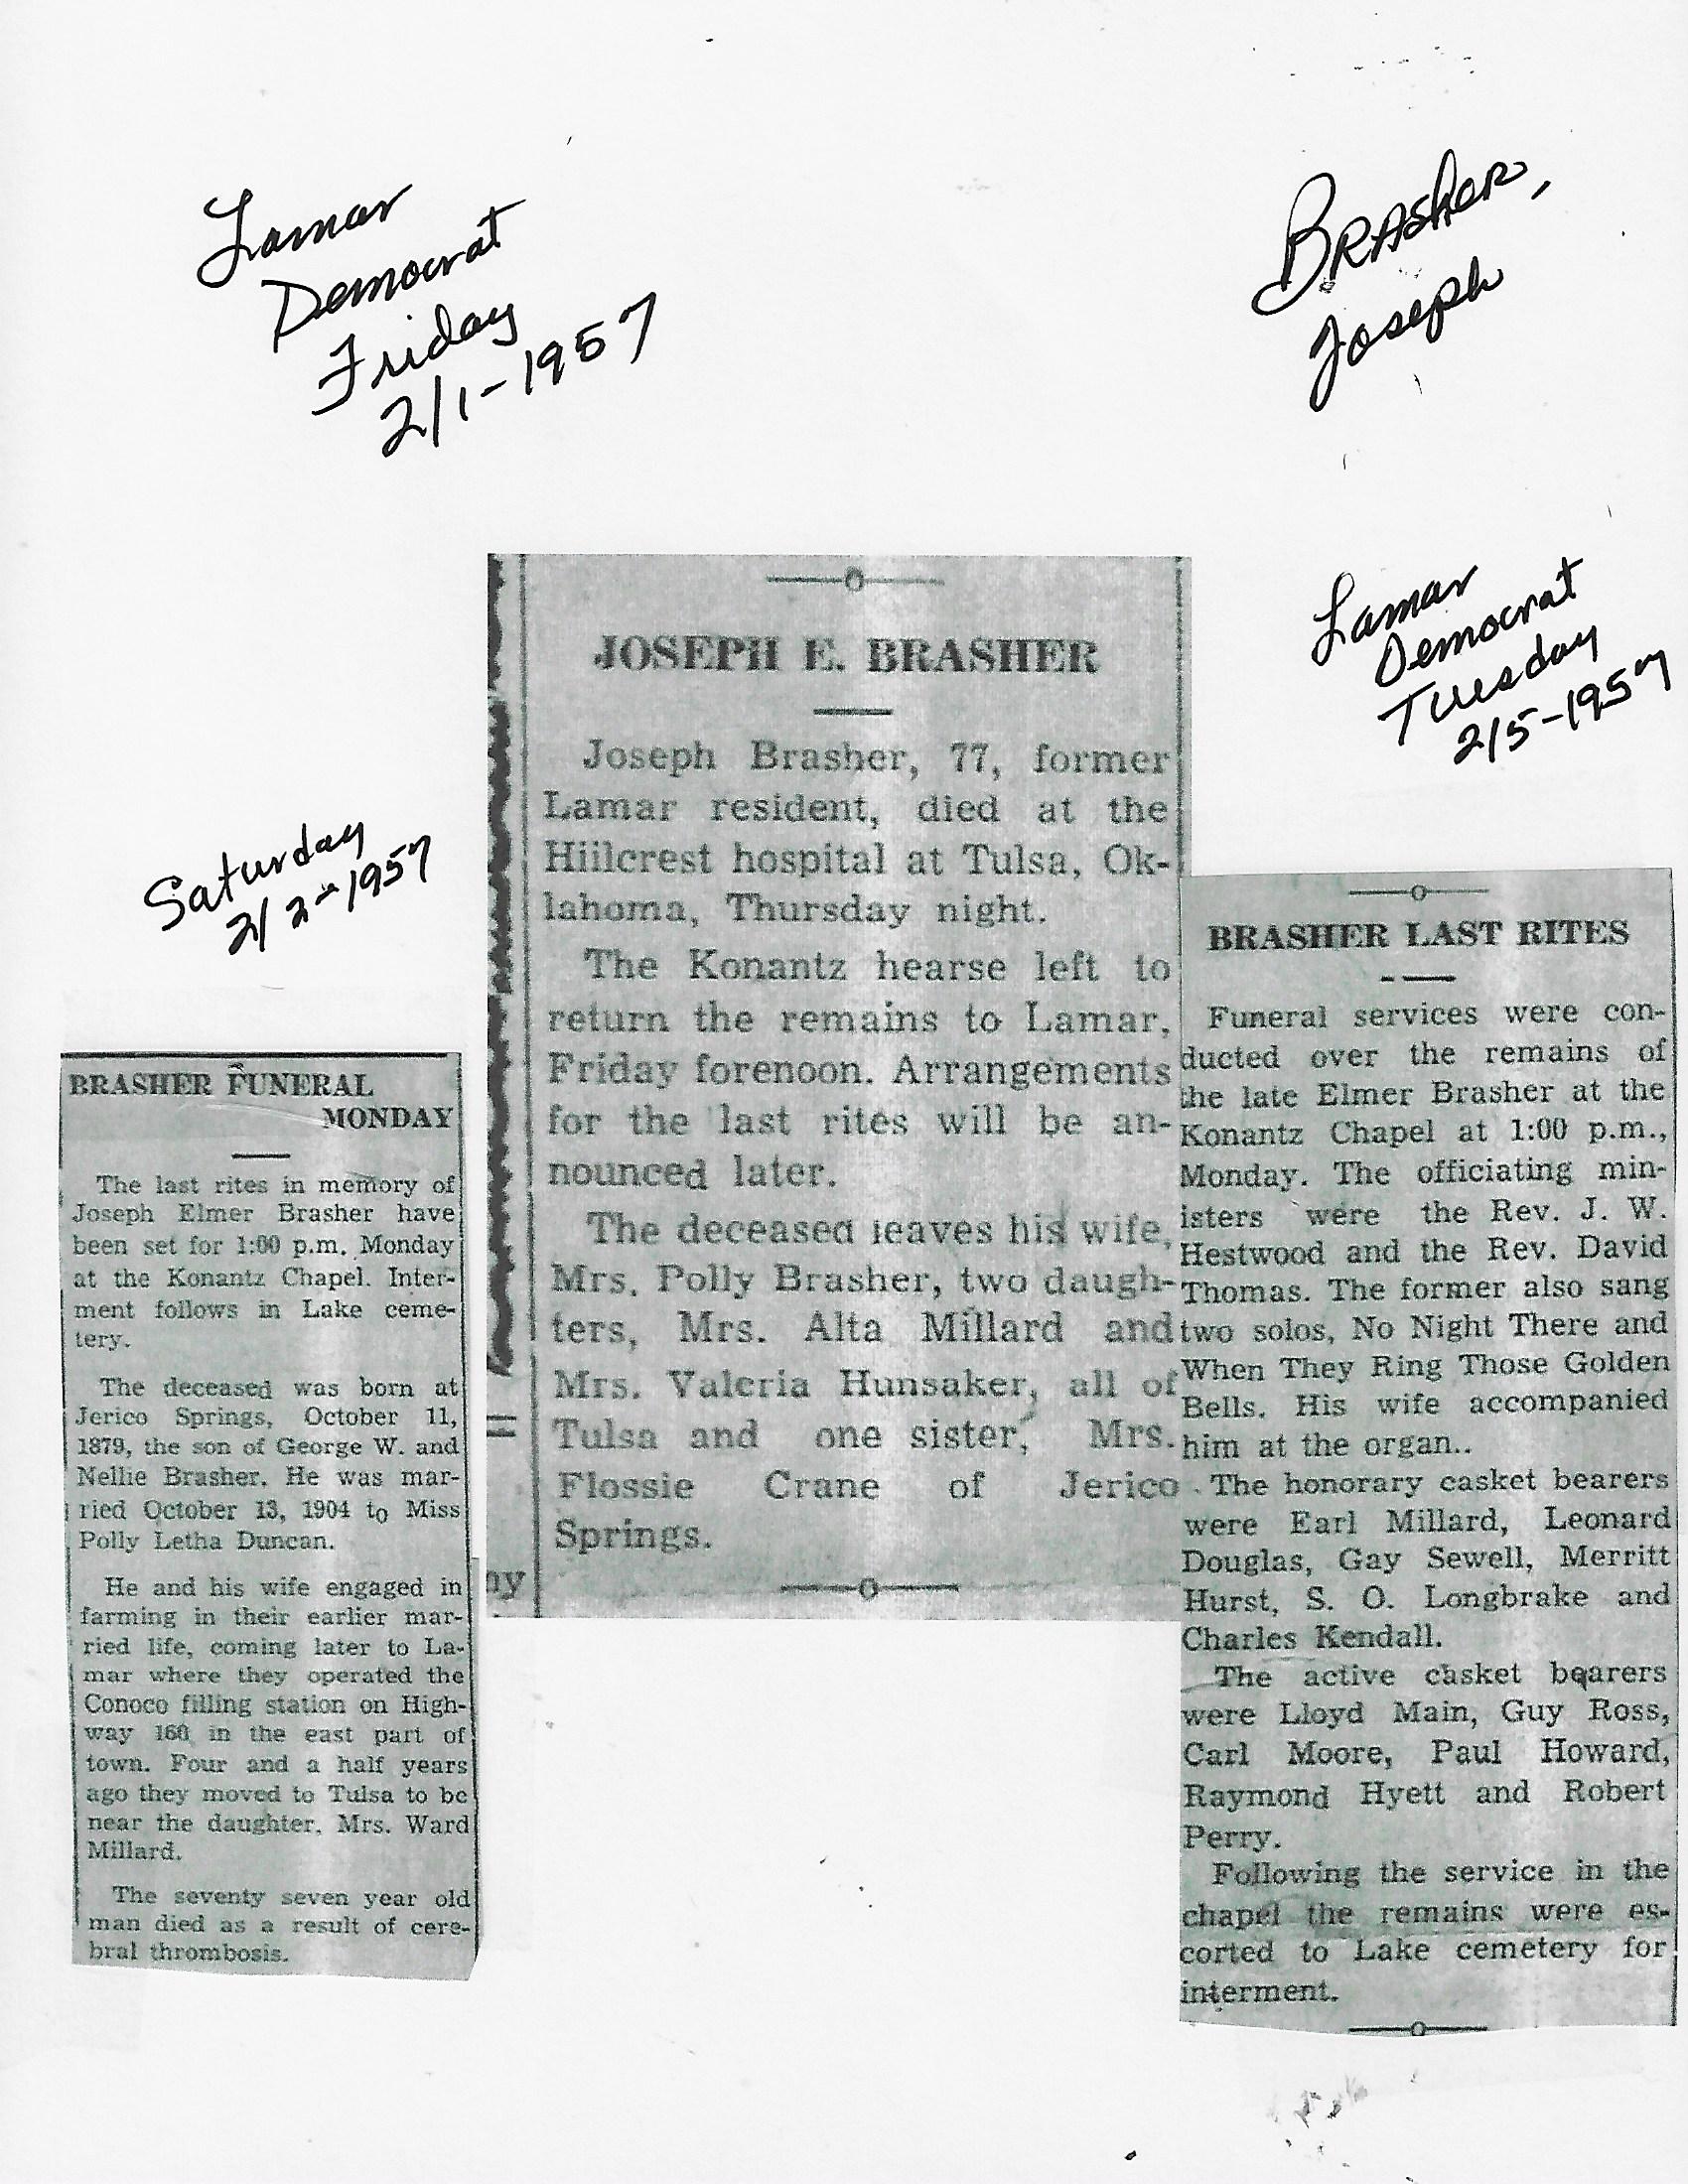 Lamar
Democrat
Friday
2/1-1957
BRASHER,
Joseph
Lamar
Democrat
Tuesday
2/5-1957
Saturday
2/2-1957
BRASHER FUNERAL
MONDAY
The last rites in memory of
Joseph Elmer Brasher have
been set for 1:00 p.m. Monday
at the Konantz Chapel. Inter-
ment follows in Lake ceme-
tery.
The deceased was born at
Jerico Springs, October 11,
1879, the son of George W. and
Nellie Brasher. He was mar-
ried October 13, 1904 to Miss
Polly Letha Duncan.
He and his wife engaged in
farming in their earlier mar-
ried life, coming later to La-
mar where they operated the
Conoco filling station on High-
way 160 in the east part of
town. Four and a half years
ago they moved to Tulsa to be
near the daughter, Mrs. Ward
Millard.
The seventy seven year old
man died as a result of cere-
bral thrombosis.
JOSEPH E. BRASHER
Joseph Brasher, 77, former
Lamar resident, died at the
Hiilcrest hospital at Tulsa, Ok-
lahoma, Thursday night.
The Konantz hearse left to
return the remains to Lamar,
Friday forenoon. Arrangements
for the last rites will be an-
nounced later.
The deceased leaves his wife,
Mrs. Polly Brasher, two daugh-
ters, Mrs. Alta Millard and
Mrs. Valeria Hunsaker, all of
Tulsa and one sister, Mrs.
Flossie Crane of Jerico
Springs.
ny
BRASHER LAST RITES
Funeral services were con-
ducted over the remains of
the late Elmer Brasher at the
Konantz Chapel at 1:00 p.m.,
Monday. The officiating min-
isters were the Rev. J. W.
Hestwood and the Rev. David
Thomas. The former also sang
two solos, No Night There and
When They Ring Those Golden
Bells. His wife accompanied
him at the organ..
The honorary casket bearers
were Earl Millard, Leonard
Douglas, Gay Sewell, Merritt
Hurst, S. O. Longbrake and
Charles Kendall.
The active casket bearers
were Lloyd Main, Guy Ross,
Carl Moore, Paul Howard,
Raymond Hyett and Robert
Perry.
Following the service in the
chapel the remains were es-
corted to Lake cemetery for
interment.